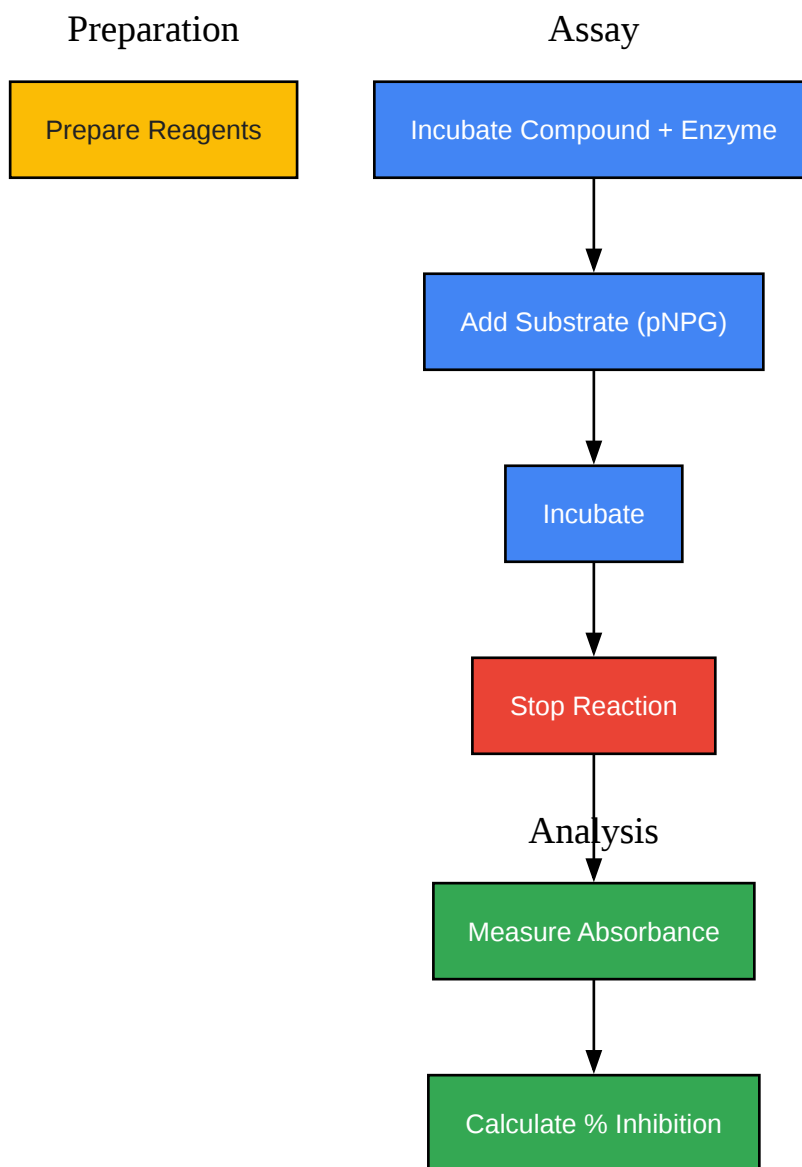 Preparation
Prepare Reagents
Assay
Incubate Compound + Enzyme
Add Substrate (pNPG)
Incubate
Stop Reaction
Analysis
Measure Absorbance
Calculate % Inhibition